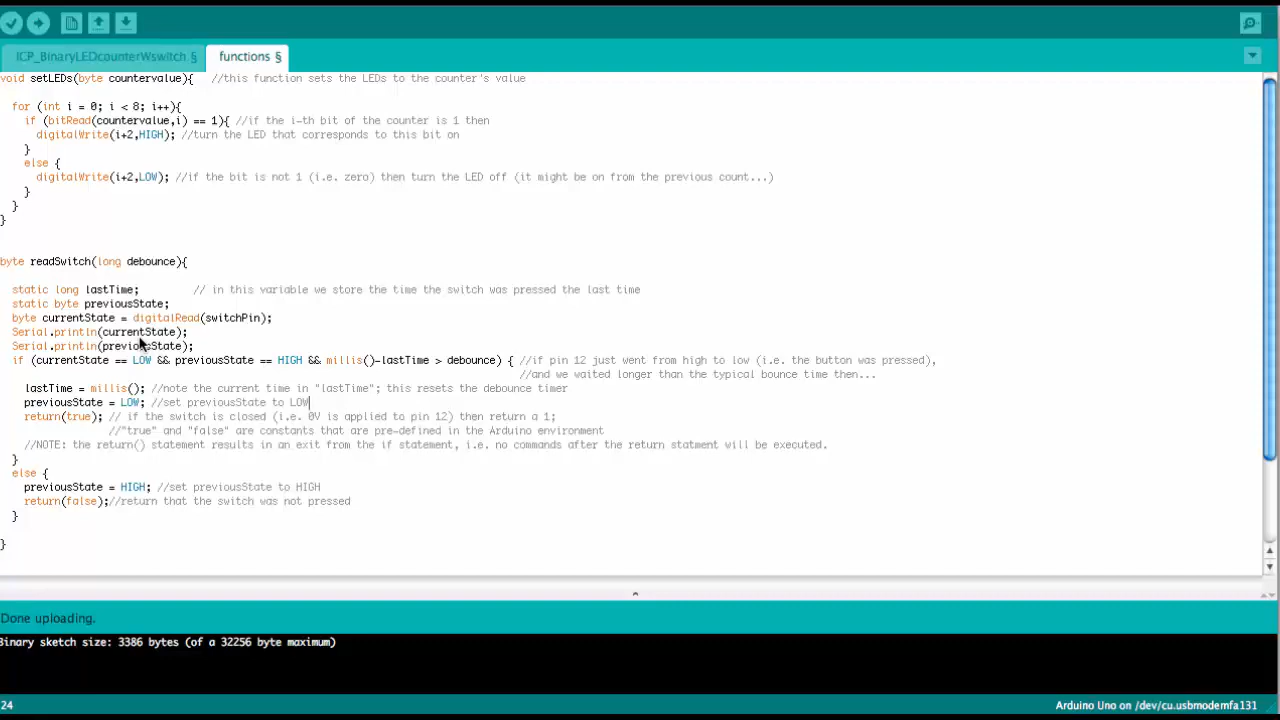 ICP_BinaryLEDcounterWswitch §
functions §
void setLEDs(byte countervalue){   //this function sets the LEDs to the counter's value
for (int i = 0; i < 8; i++){
if (bitRead(countervalue,i) == 1){ //if the i-th bit of the counter is 1 then
digitalWrite(i+2,HIGH); //turn the LED that corresponds to this bit on
}
else {
digitalWrite(i+2,LOW); //if the bit is not 1 (i.e. zero) then turn the LED off (it might be on from the previous count...)
}
}
}
byte readSwitch(long debounce){
static long lastTime;         // in this variable we store the time the switch was pressed the last time
static byte previousState;
byte currentState = digitalRead(switchPin);
Serial.println(currentState);
Serial.println(previousState);
if (currentState == LOW && previousState == HIGH && millis()-lastTime > debounce) { //if pin 12 just went from high to low (i.e. the button was pressed),
//and we waited longer than the typical bounce time then...
lastTime = millis(); //note the current time in "lastTime"; this resets the debounce timer
previousState = LOW; //set previousState to LOW
return(true); // if the switch is closed (i.e. 0V is applied to pin 12) then return a 1;
//"true" and "false" are constants that are pre-defined in the Arduino environment
//NOTE: the return() statement results in an exit from the if statement, i.e. no commands after the return statment will be executed.
}
else {
previousState = HIGH; //set previousState to HIGH
return(false);//return that the switch was not pressed
}
}
Done uploading.
Binary sketch size: 3386 bytes (of a 32256 byte maximum)
24
Arduino Uno on /dev/cu.usbmodemfa131